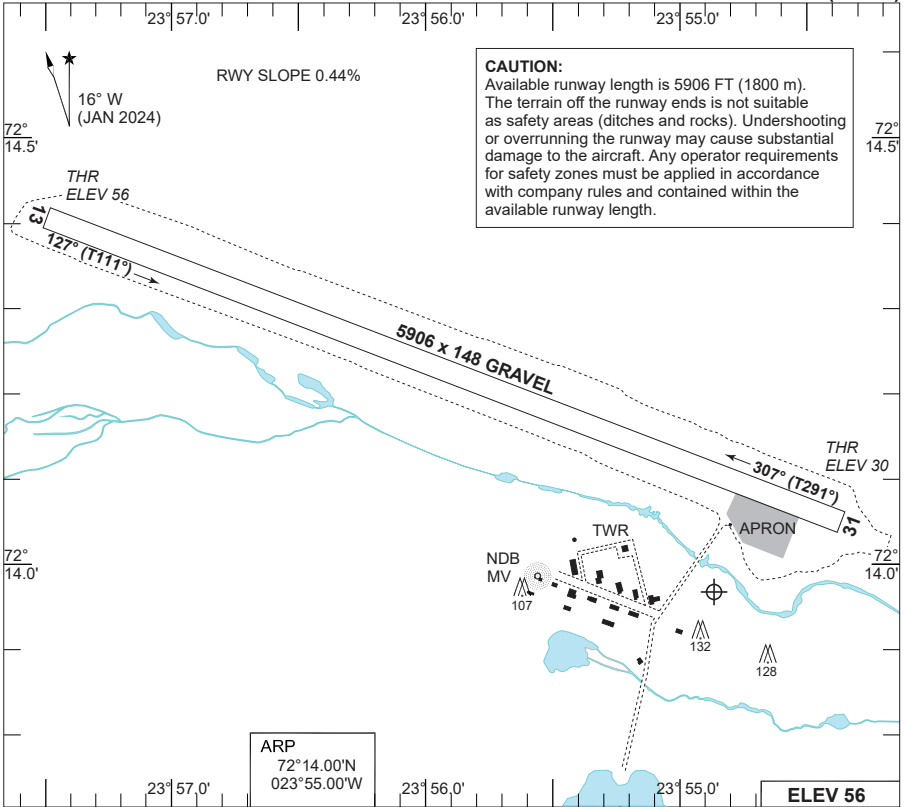 23°57.0'
23°56.0'
23°55.0'
RWY SLOPE 0.44%
16° W
(JAN 2024)
CAUTION:
Available runway length is 5906 FT (1800 m).
The terrain off the runway ends is not suitable
as safety areas (ditches and rocks). Undershooting
or overrunning the runway may cause substantial
damage to the aircraft. Any operator requirements
for safety zones must be applied in accordance
with company rules and contained within the
available runway length.
72°
14.5'
72°
14.5'
THR
ELEV 56
13
127° (T111°)
5906 x 148 GRAVEL
THR
ELEV 30
307° (T291°)
31
APRON
TWR
NDB
MV
72°
14.0'
72°
14.0'
107
132
128
ARP
72°14.00'N
023°55.00'W
23°57.0'
23°56.0'
23°55.0'
ELEV 56